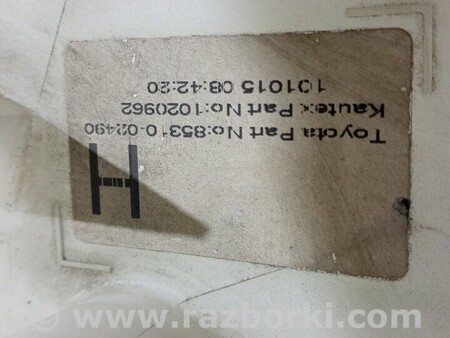 Toyota Part No:85310-02490
Kautex Part No:1020962
101015 08:42:20
H
© www.razborki.com